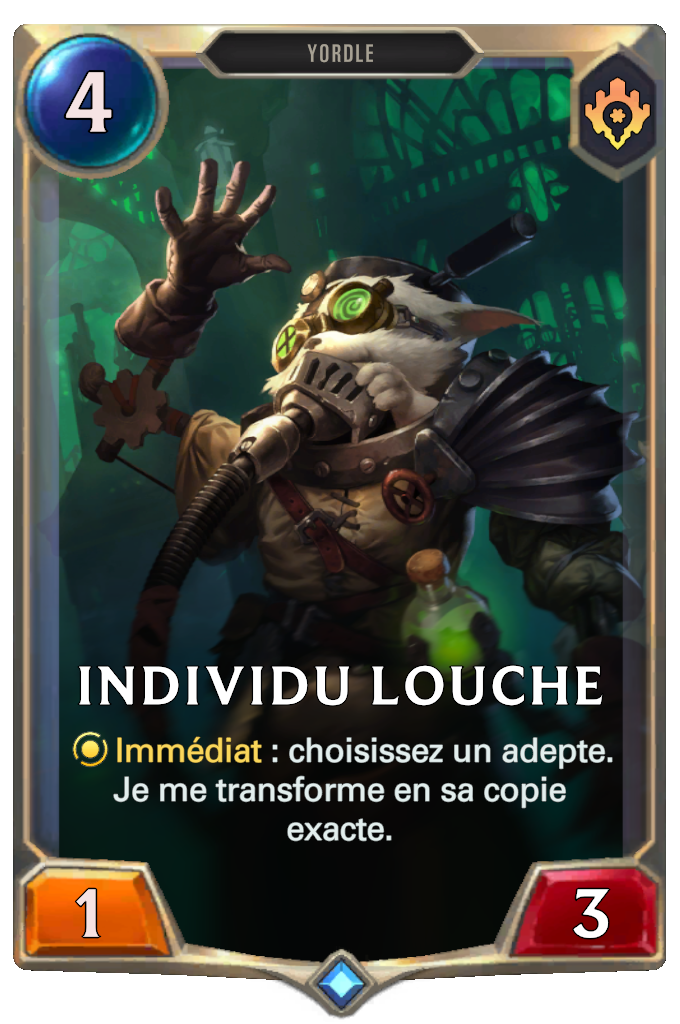 4
YORDLE
INDIVIDU LOUCHE
Immédiat : choisissez un adepte.
Je me transforme en sa copie
exacte.
1
3